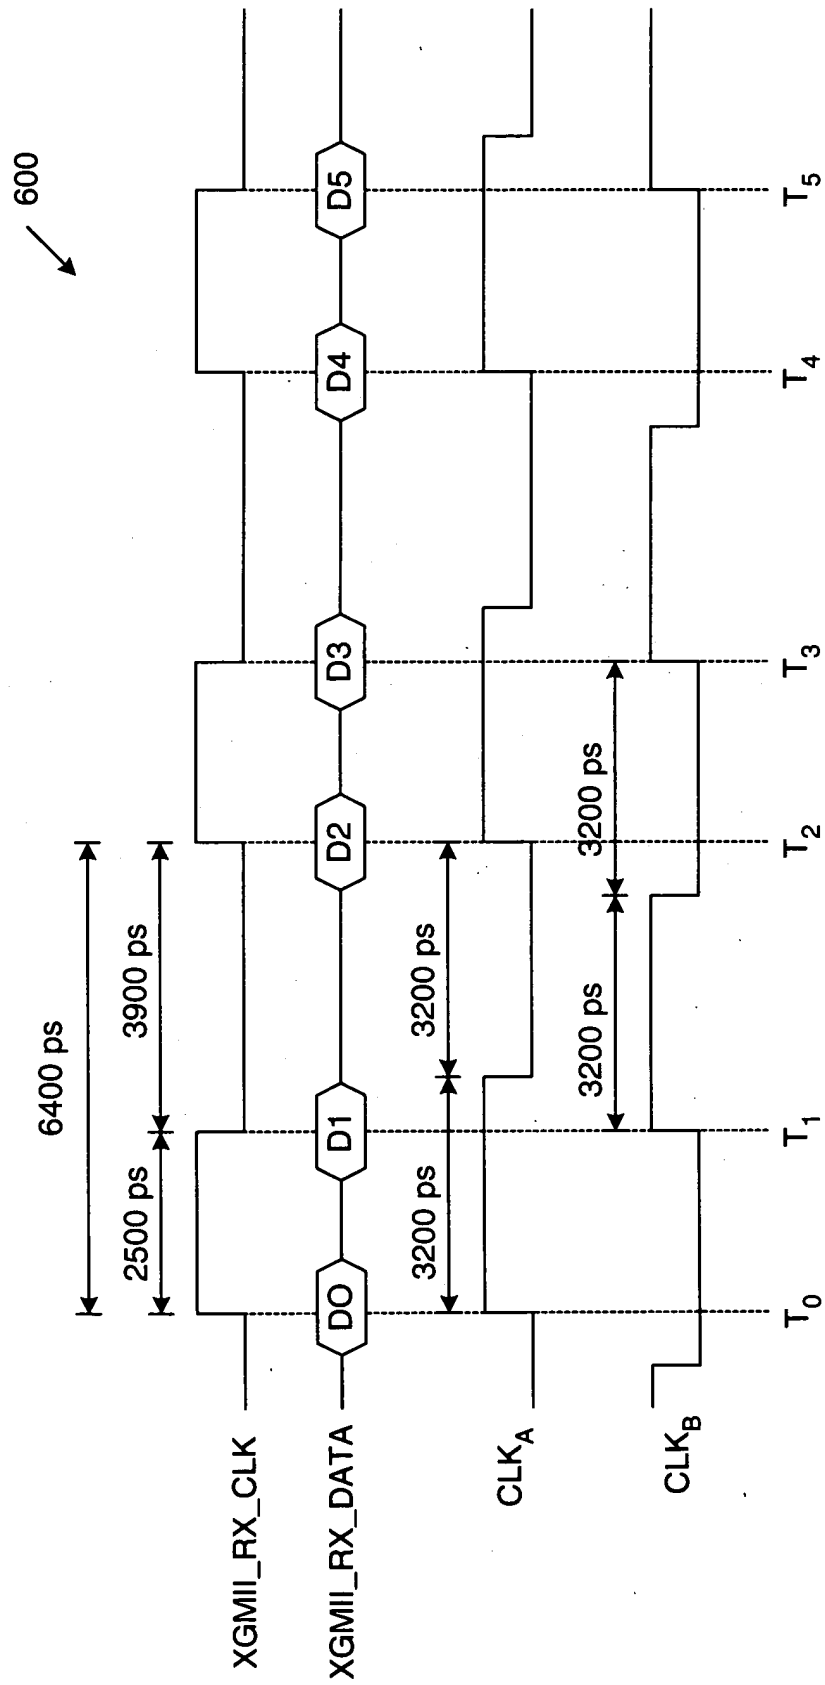 600
6400 ps
2500 ps 3900 ps
XGMII_RX_CLK
XGMII_RX_DATA DO D1 D2 D3 D4 D5
3200 ps 3200 ps
CLKA
3200 ps 3200 ps
CLKB
T0 T1 T2 T3 T4 T5